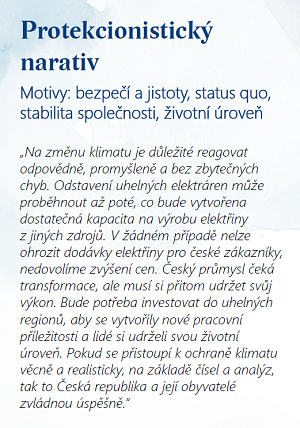 Protekcionistický
narativ
Motivy: bezpečí a jistoty, status quo,
stabilita společnosti, životní úroveň
„Na změnu klimatu je důležité reagovat
odpovědně, promyšleně a bez zbytečných
chyb. Odstavení uhelných elektráren může
proběhnout až poté, co bude vytvořena
dostatečná kapacita na výrobu elektřiny
z jiných zdrojů. V žádném případě nelze
ohrozit dodávky elektřiny pro české zákazníky,
nedovolíme zvýšení cen. Český průmysl čeká
transformace, ale musí si přitom udržet svůj
výkon. Bude potřeba investovat do uhelných
regionů, aby se vytvořily nové pracovní
příležitosti a lidé si udrželi svou životní
úroveň. Pokud se přistoupí k ochraně klimatu
věcně a realisticky, na základě čísel a analýz,
tak to Česká republika a její obyvatelé
zvládnou úspěšně.“